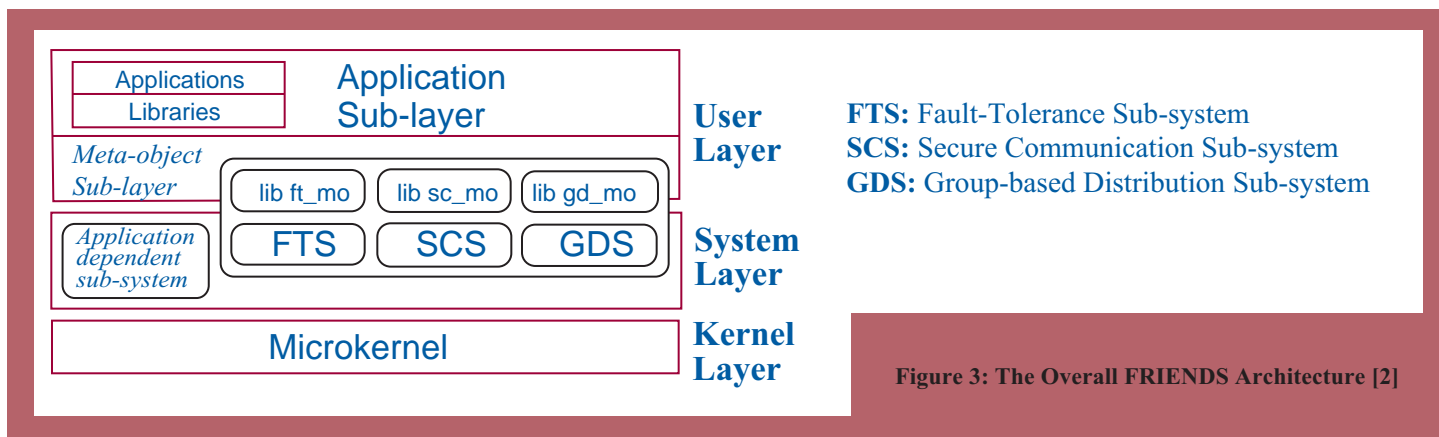 Applications
Libraries
Application
Sub-layer
Meta-object
Sub-layer
lib ft_mo
lib sc_mo
lib gd_mo
User
Layer
Application
dependent
sub-system
FTS
SCS
GDS
System
Layer
Microkernel
Kernel
Layer
FTS: Fault-Tolerance Sub-system
SCS: Secure Communication Sub-system
GDS: Group-based Distribution Sub-system
Figure 3: The Overall FRIENDS Architecture [2]